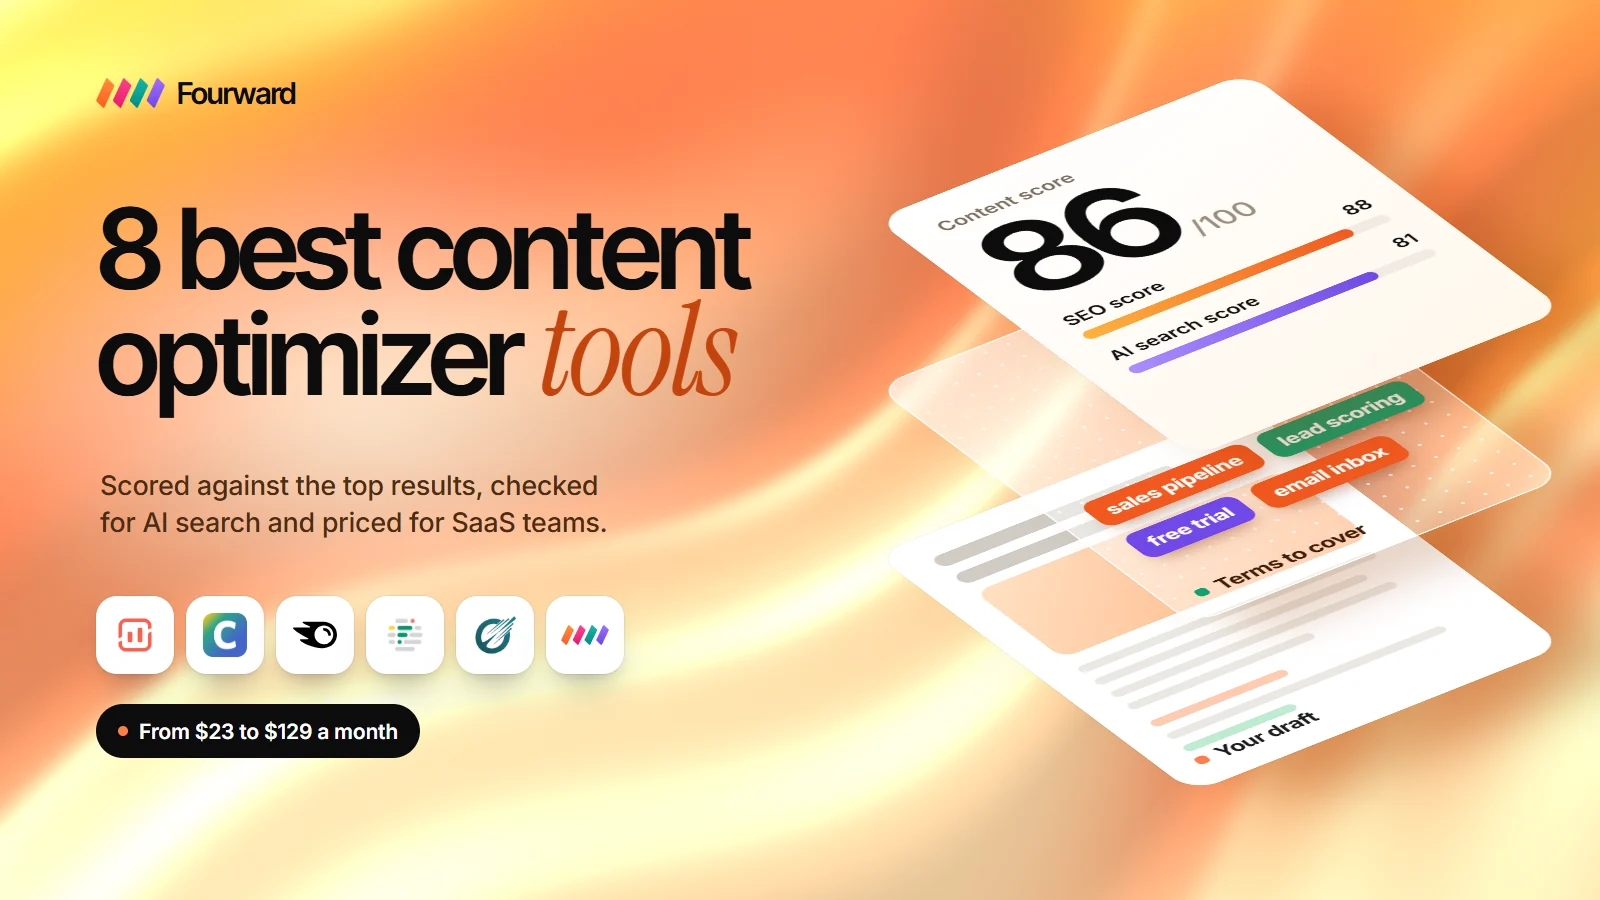 Fourward
8 best content
optimizer tools
Scored against the top results, checked
for AI search and priced for SaaS teams.
C
From $23 to $129 a month
Content score
86 /100
SEO score 88
AI search score 81
lead scoring
sales pipeline
email inbox
free trial
Terms to cover
Your draft